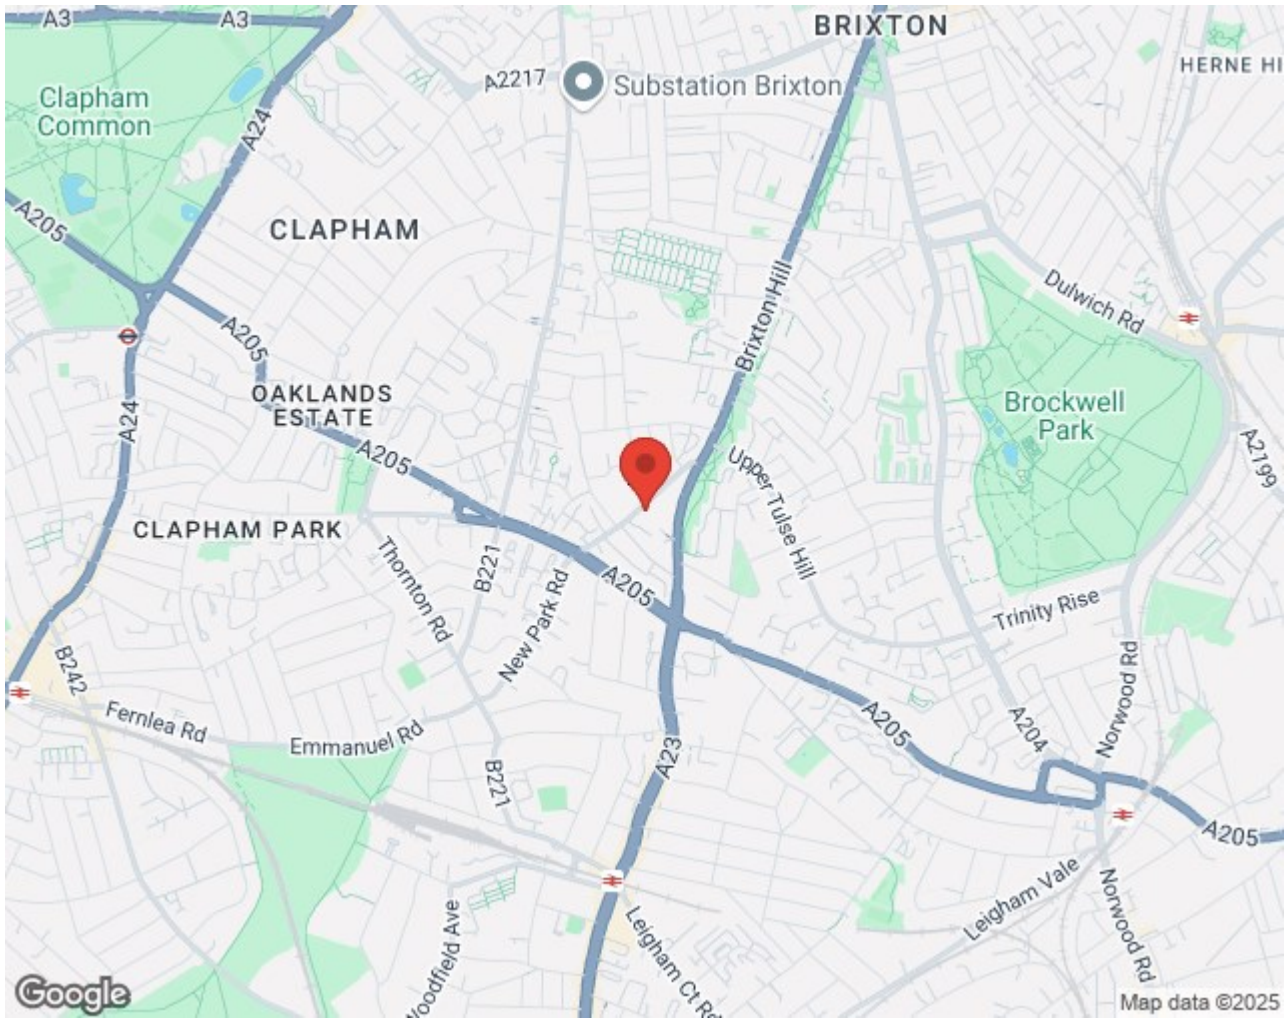 A3
A3
BRIXTON
HERNE HI
A2217
Substation Brixton
Clapham
Common
A24
A205
CLAPHAM
Brixton Hill
Dulwich Rd
A205
OAKLANDS
ESTATE
A24
A205
Brockwell
Park
A2199
Upper Tulse Hill
CLAPHAM PARK
Thornton Rd
B221
New Park Rd
A205
Trinity Rise
B242
Norwood Rd
Fernlea Rd
Emmanuel Rd
A205
A204
A23
B221
A205
Leigham Vale
Norwood Rd
Woodfield Ave
Leigham Ct Rd
Google
Map data ©2025